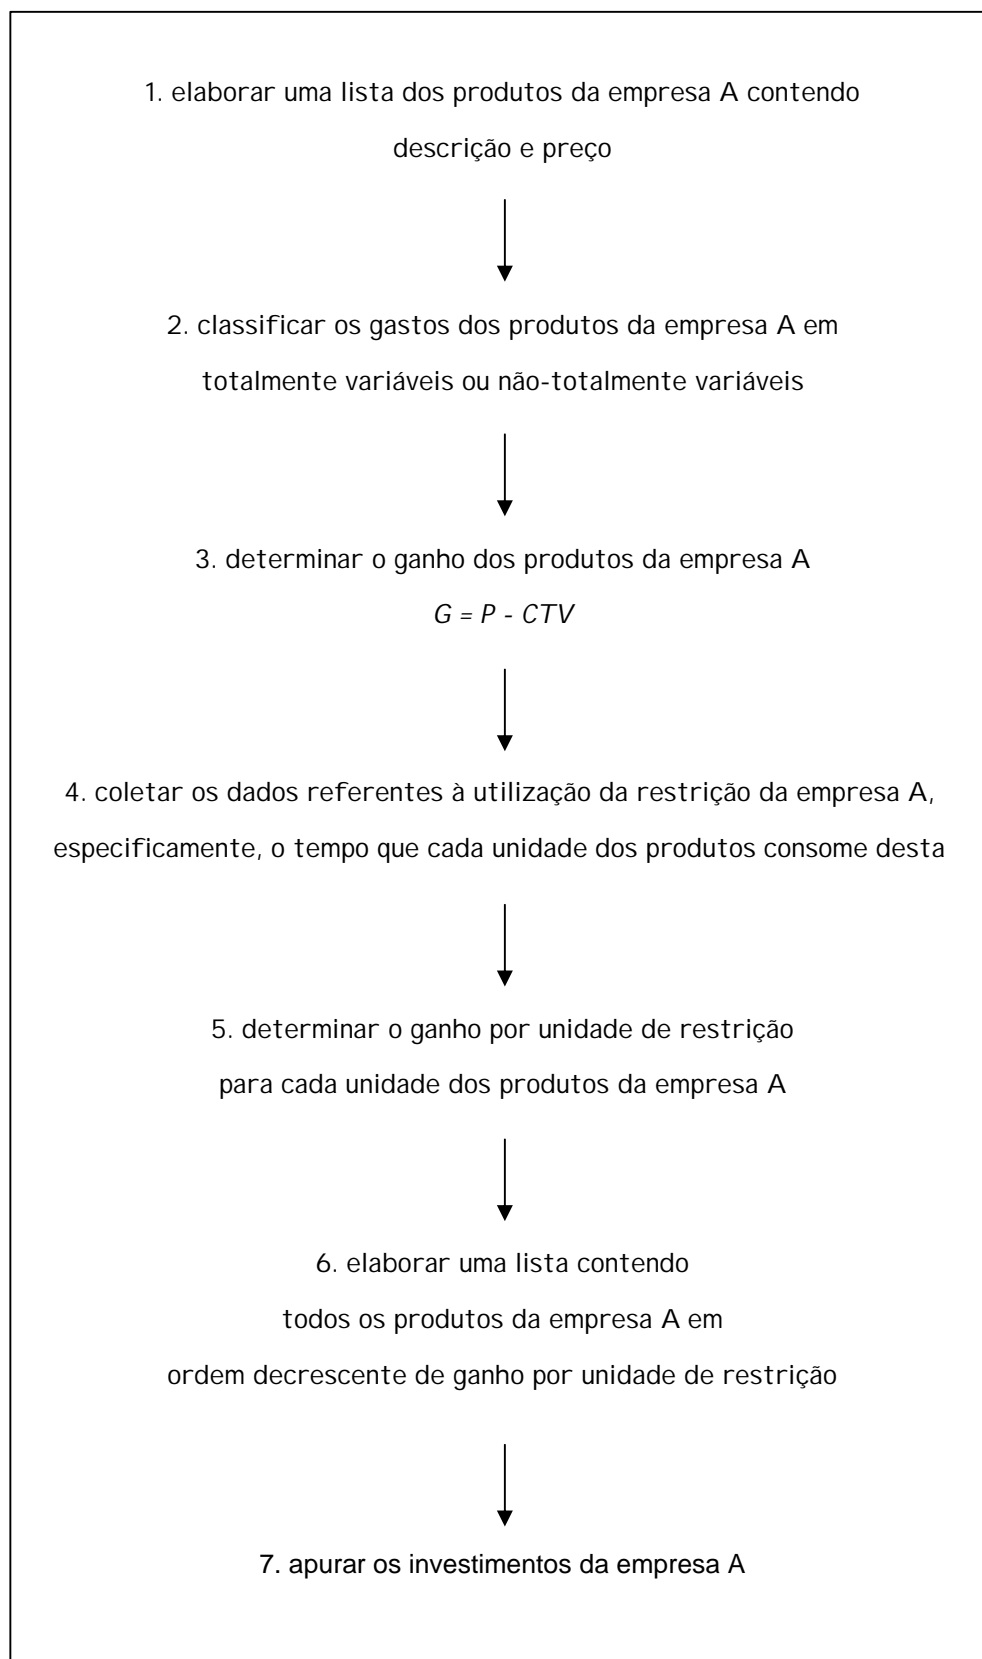 1. elaborar uma lista dos produtos da empresa A contendo
descrição e preço
2. classificar os gastos dos produtos da empresa A em
totalmente variáveis ou não-totalmente variáveis
3. determinar o ganho dos produtos da empresa A
G = P - CTV
4. coletar os dados referentes à utilização da restrição da empresa A,
especificamente, o tempo que cada unidade dos produtos consome desta
5. determinar o ganho por unidade de restrição
para cada unidade dos produtos da empresa A
6. elaborar uma lista contendo
todos os produtos da empresa A em
ordem decrescente de ganho por unidade de restrição
7. apurar os investimentos da empresa A